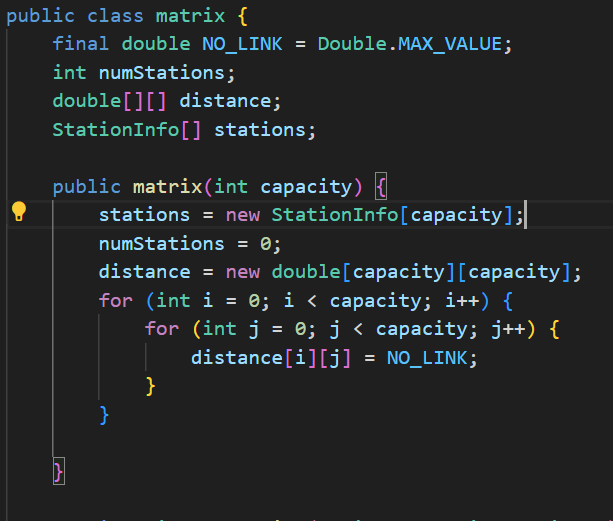 public class matrix {
    final double NO_LINK = Double.MAX_VALUE;
    int numStations;
    double[][] distance;
    StationInfo[] stations;

    public matrix(int capacity) {
        stations = new StationInfo[capacity];
        numStations = 0;
        distance = new double[capacity][capacity];
        for (int i = 0; i < capacity; i++) {
            for (int j = 0; j < capacity; j++) {
                distance[i][j] = NO_LINK;
            }
        }

    }